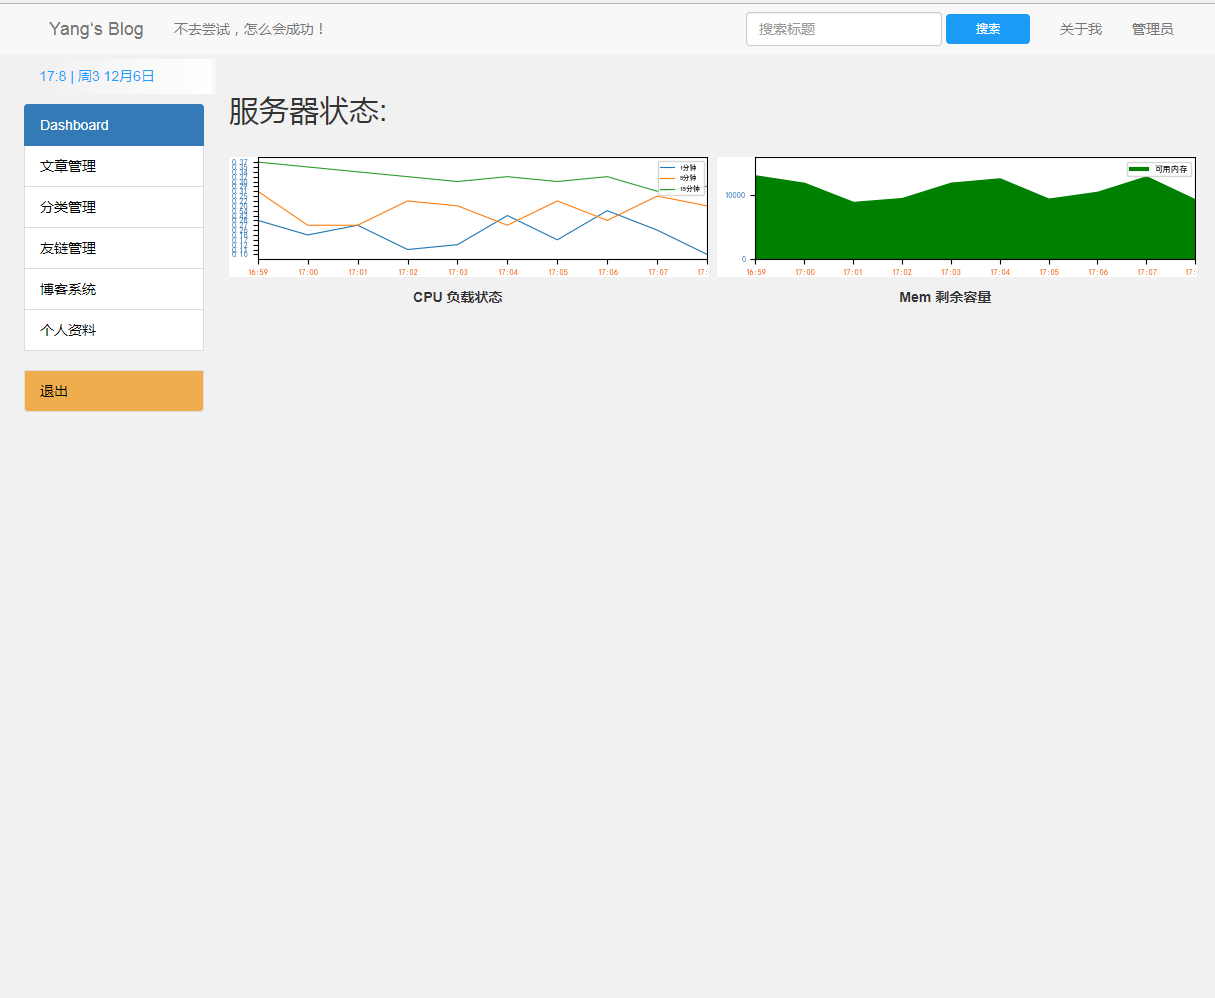 Yang‘s Blog 不去尝试，怎么会成功！ 搜索标题 搜索 关于我 管理员
17:8 | 周3 12月6日
Dashboard
文章管理
分类管理
友链管理
博客系统
个人资料
退出
服务器状态:
1分钟
5分钟
15分钟
0.37
0.10
16:59 17:00 17:01 17:02 17:03 17:04 17:05 17:06 17:07
CPU 负载状态
可用内存
10000
0
16:59 17:00 17:01 17:02 17:03 17:04 17:05 17:06 17:07
Mem 剩余容量